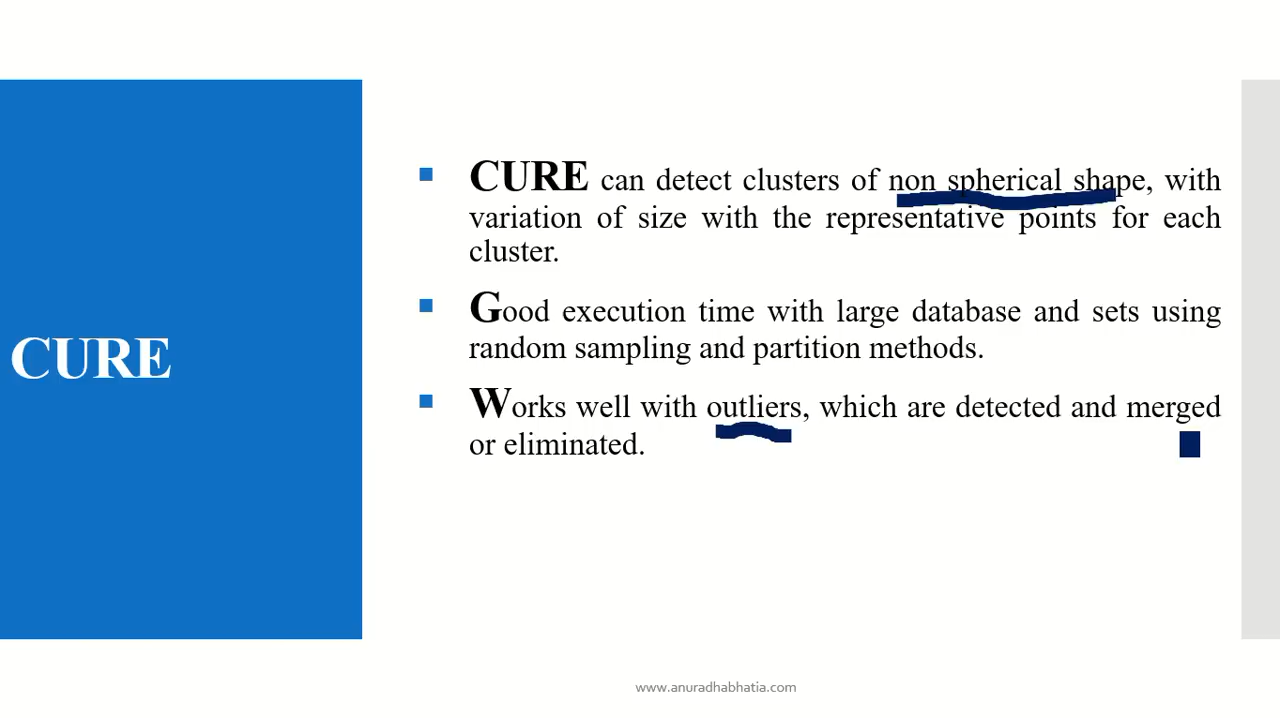 CURE
CURE can detect clusters of non spherical shape, with
variation of size with the representative points for each
cluster.
Good execution time with large database and sets using
random sampling and partition methods.
Works well with outliers, which are detected and merged
or eliminated.
www.anuradhabhatia.com